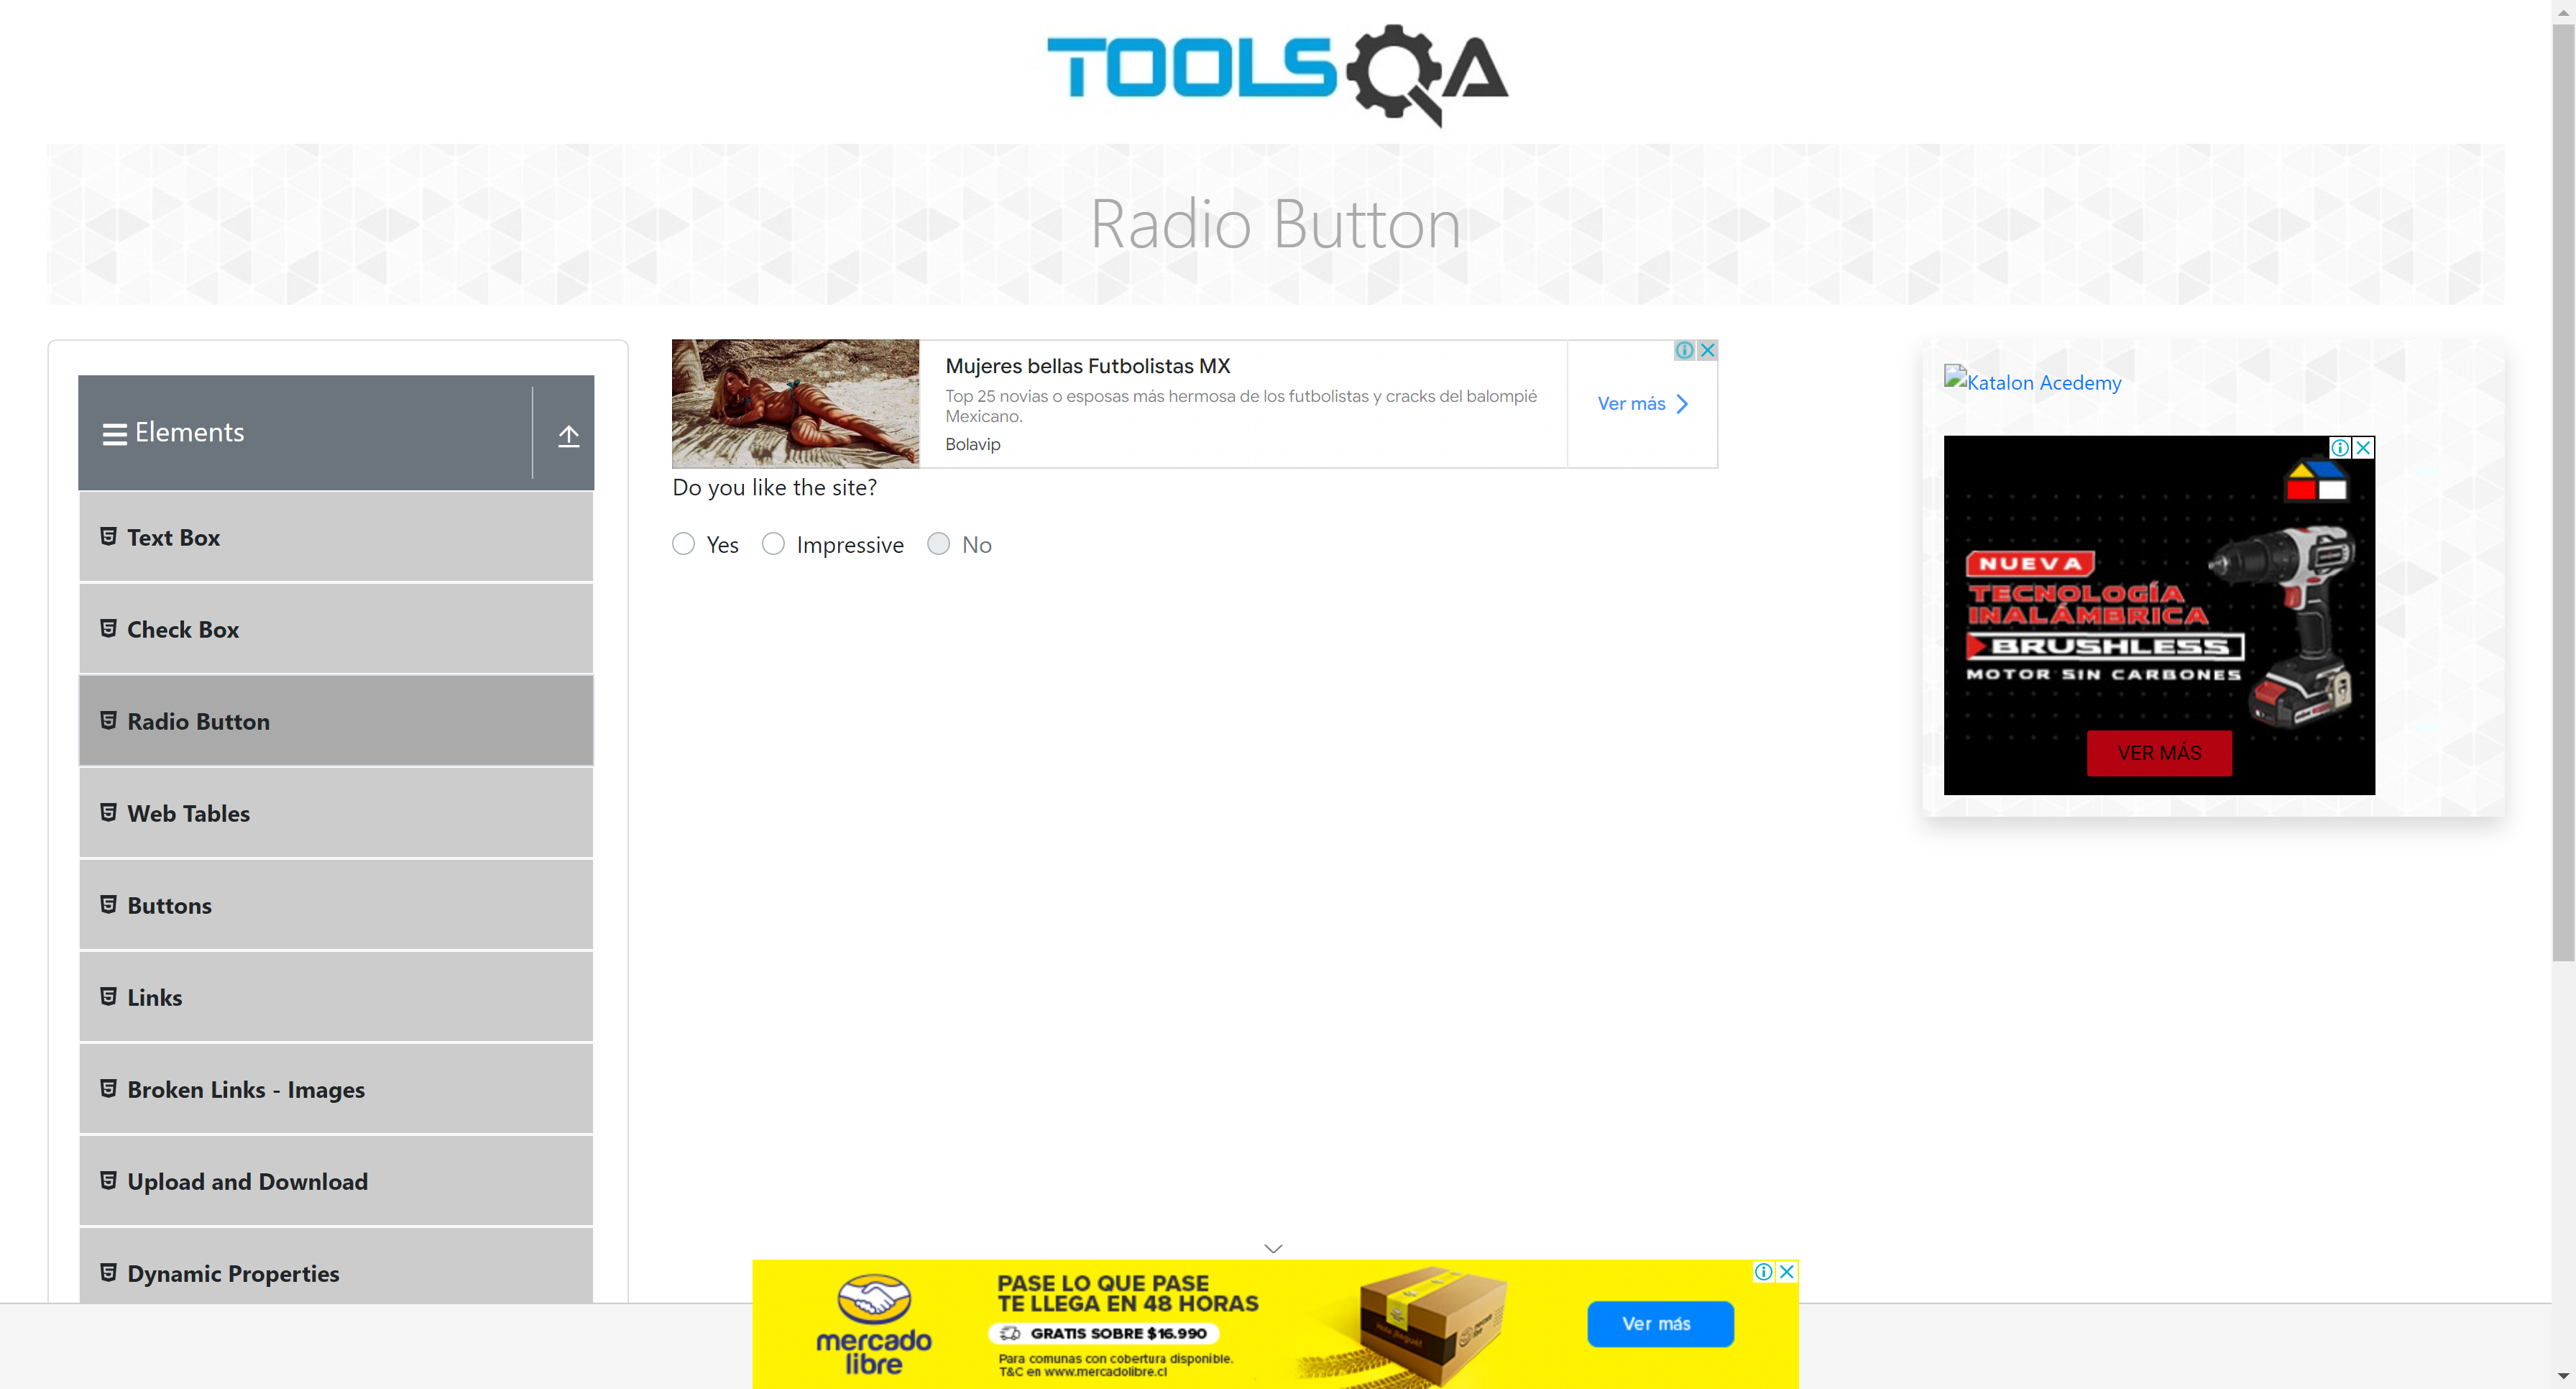 TOOLSQA
Radio Button
Elements
Text Box
Check Box
Radio Button
Web Tables
Buttons
Links
Broken Links - Images
Upload and Download
Dynamic Properties
Mujeres bellas Futbolistas MX
Top 25 novias o esposas más hermosa de los futbolistas y cracks del balompié
Mexicano.
Bolavip
Ver más
Do you like the site?
Yes
Impressive
No
Katalon Acedemy
NUEVA
TECNOLOGÍA
INALÁMBRICA
BRUSHLESS
MOTOR SIN CARBONES
VER MÁS
mercado
libre
PASE LO QUE PASE
TE LLEGA EN 48 HORAS
GRATIS SOBRE $16.990
Para comunas con cobertura disponible.
T&C en www.mercadolibre.cl
Ver más